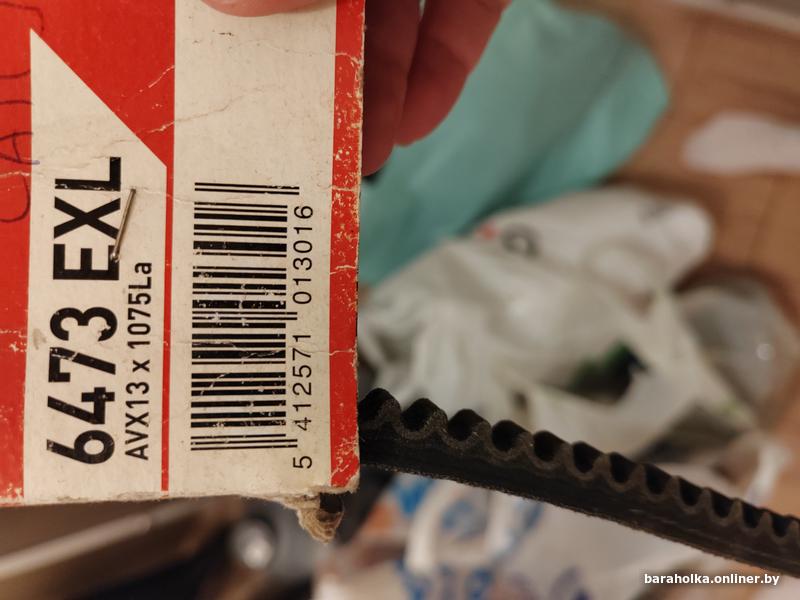 6473 EXL
AVX13 x 1075La
5 412571 013016
baraholka.onliner.by